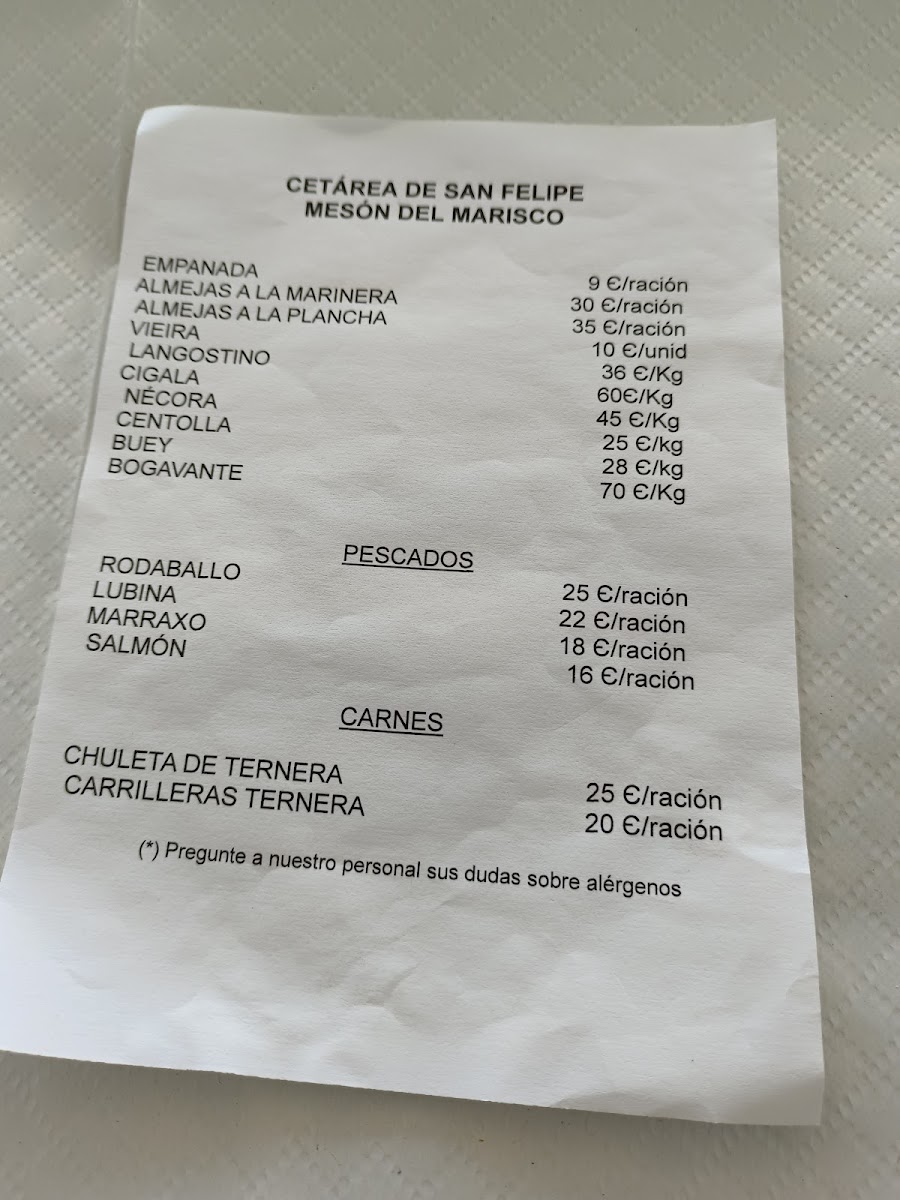 CETÁREA DE SAN FELIPE
MESÓN DEL MARISCO
EMPANADA 9 €/ración
ALMEJAS A LA MARINERA 30 €/ración
ALMEJAS A LA PLANCHA 35 €/ración
VIEIRA 10 €/unid
LANGOSTINO 36 €/Kg
CIGALA 60€/Kg
NÉCORA 45 €/Kg
CENTOLLA 25 €/kg
BUEY 28 €/kg
BOGAVANTE 70 €/Kg
PESCADOS
RODABALLO 25 €/ración
LUBINA 22 €/ración
MARRAXO 18 €/ración
SALMÓN 16 €/ración
CARNES
CHULETA DE TERNERA 25 €/ración
CARRILLERAS TERNERA 20 €/ración
(*) Pregunte a nuestro personal sus dudas sobre alérgenos